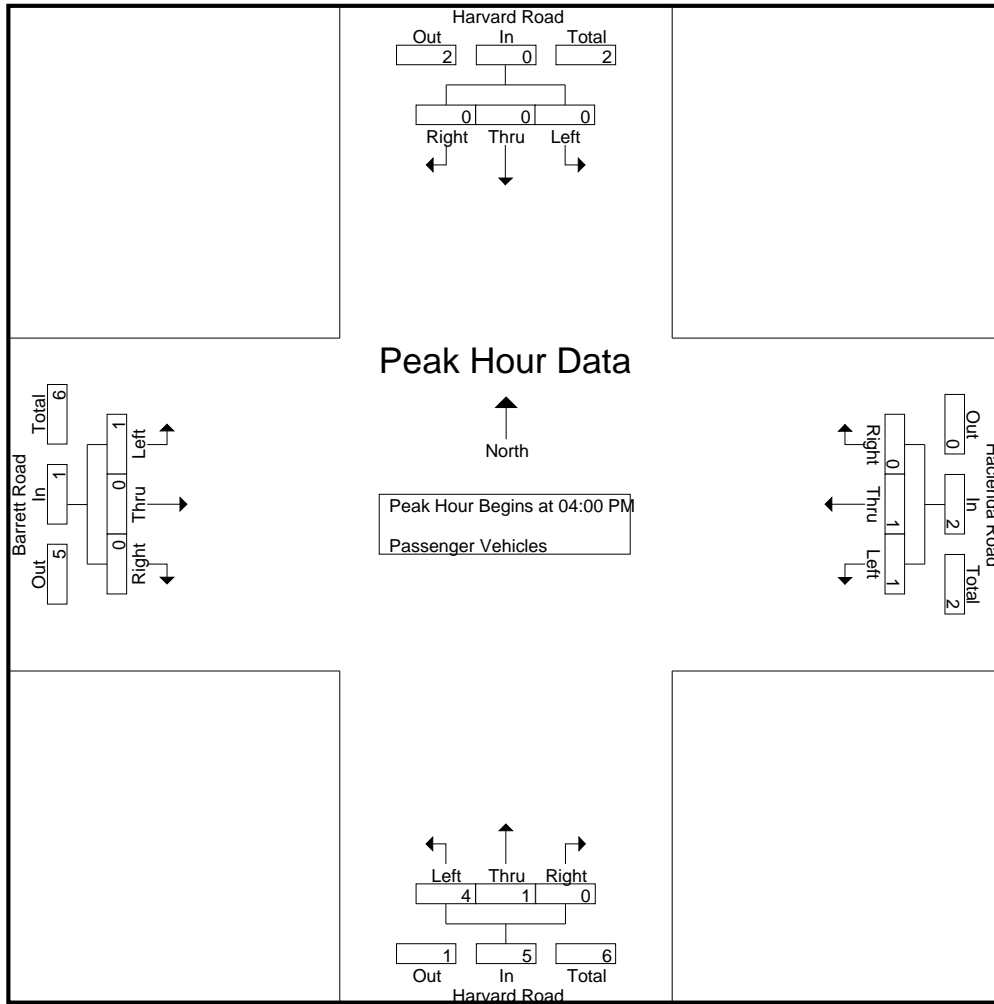 Harvard Road
Out In Total
2 0 2
0 0 0
Right Thru Left
Peak Hour Data
North
Peak Hour Begins at 04:00 PM
Passenger Vehicles
Barrett Road
Out In Total
5 1 6
Right Thru Left
0 0 1
Hacienda Road
Out In Total
0 2 2
0 1 1
Right Thru Left
Left Thru Right
4 1 0
1 5 6
Out In Total
Harvard Road